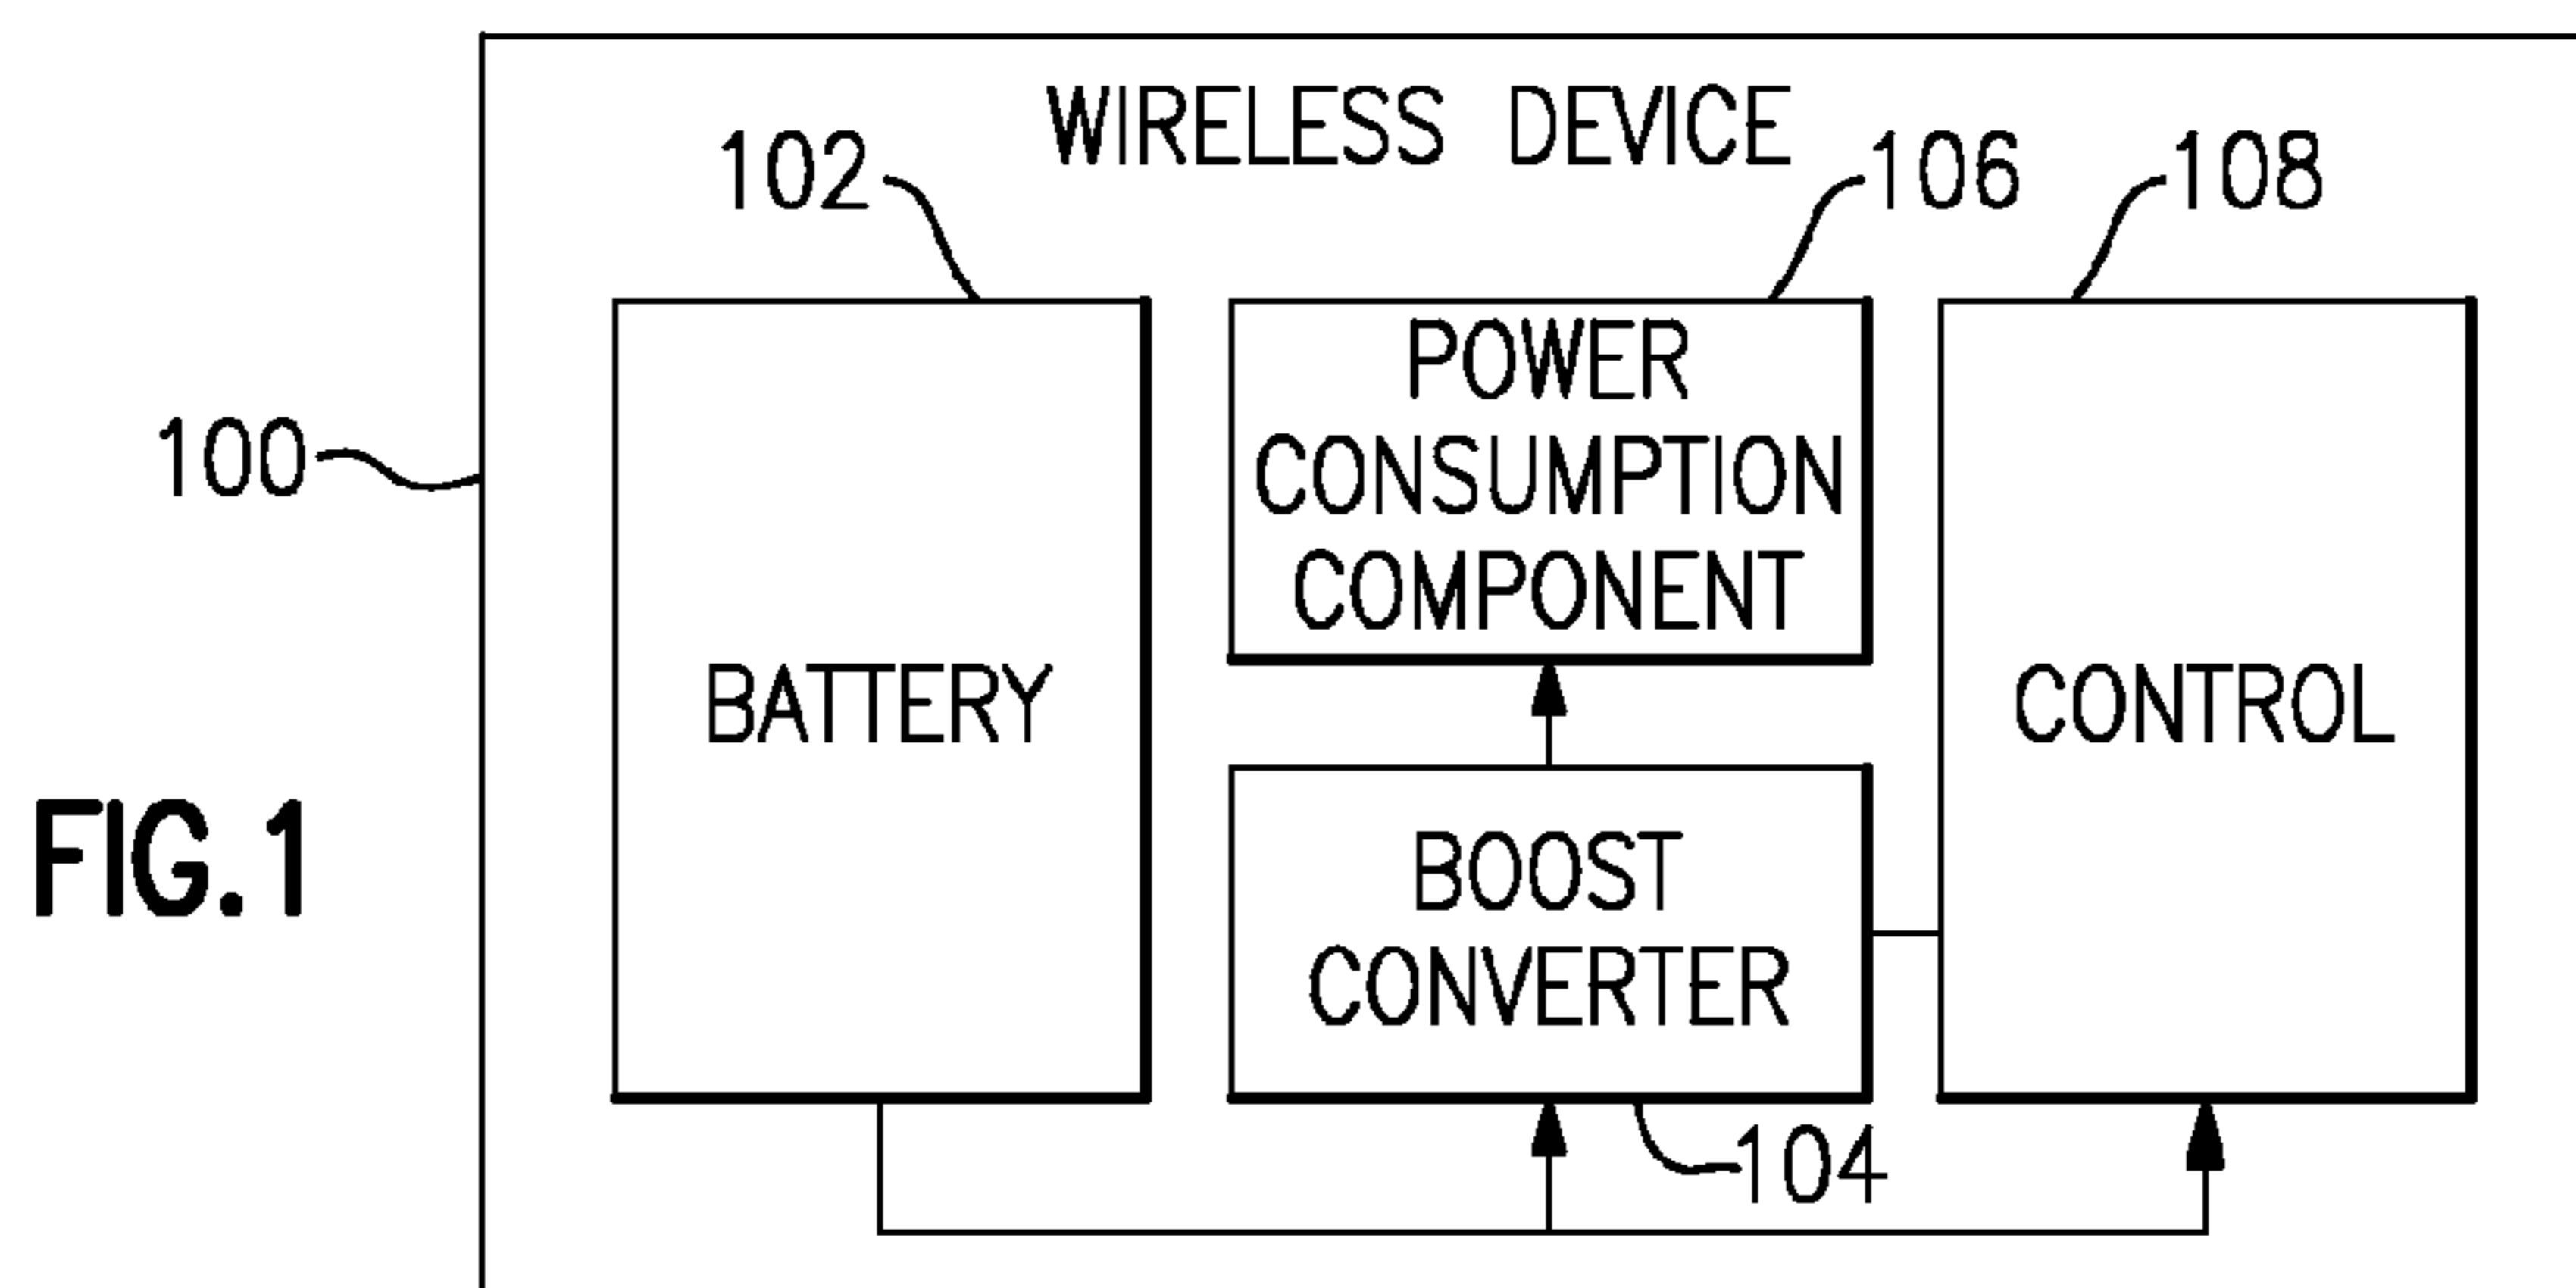 WIRELESS DEVICE
102
106
108
POWER
CONSUMPTION
COMPONENT
100
BATTERY
CONTROL
FIG.1
BOOST
CONVERTER
104